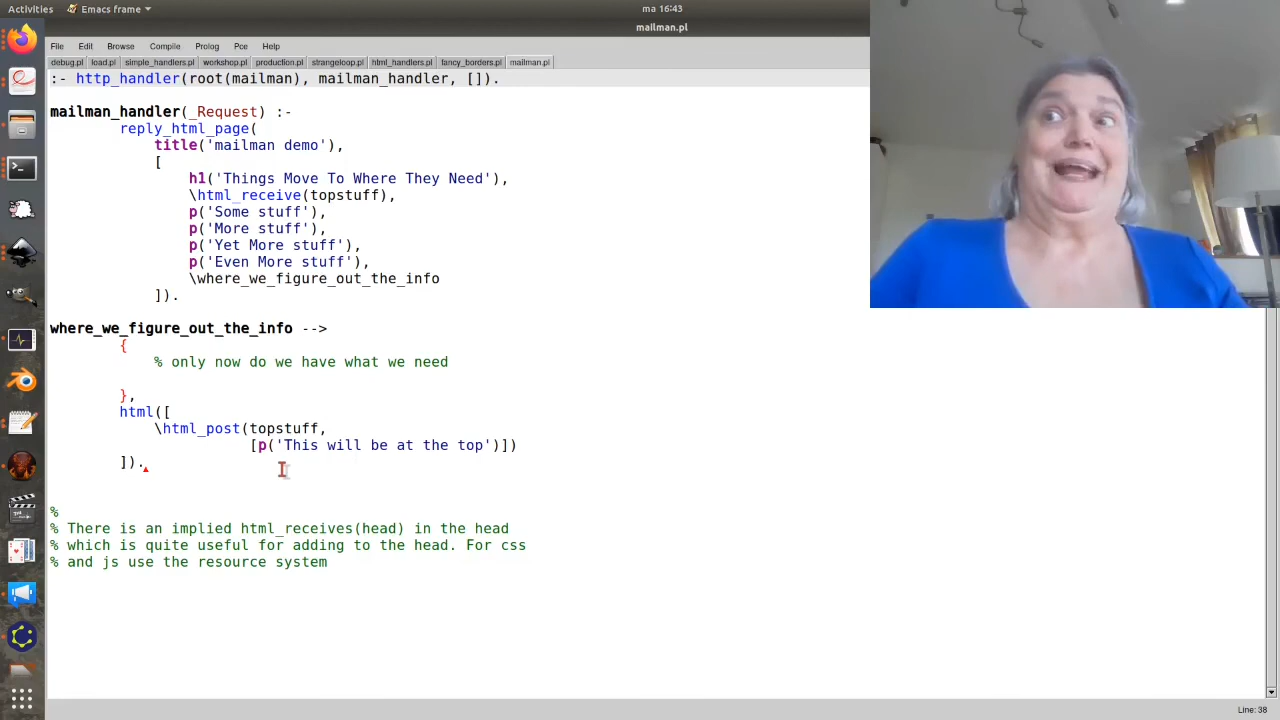 Activities
Emacs frame
ma 16:43
mailman.pl
File Edit Browse Compile Prolog Pce Help
debug.pl load.pl simple_handlers.pl workshop.pl production.pl strangeloop.pl html_handlers.pl fancy_borders.pl mailman.pl
:- http_handler(root(mailman), mailman_handler, []).
mailman_handler(_Request) :-
reply_html_page(
title('mailman demo'),
[
h1('Things Move To Where They Need'),
\html_receive(topstuff),
p('Some stuff'),
p('More stuff'),
p('Yet More stuff'),
p('Even More stuff'),
\where_we_figure_out_the_info
]).
where_we_figure_out_the_info -->
{
% only now do we have what we need
},
html([
\html_post(topstuff,
[p('This will be at the top')])
]).
%
% There is an implied html_receives(head) in the head
% which is quite useful for adding to the head. For css
% and js use the resource system
Line: 38